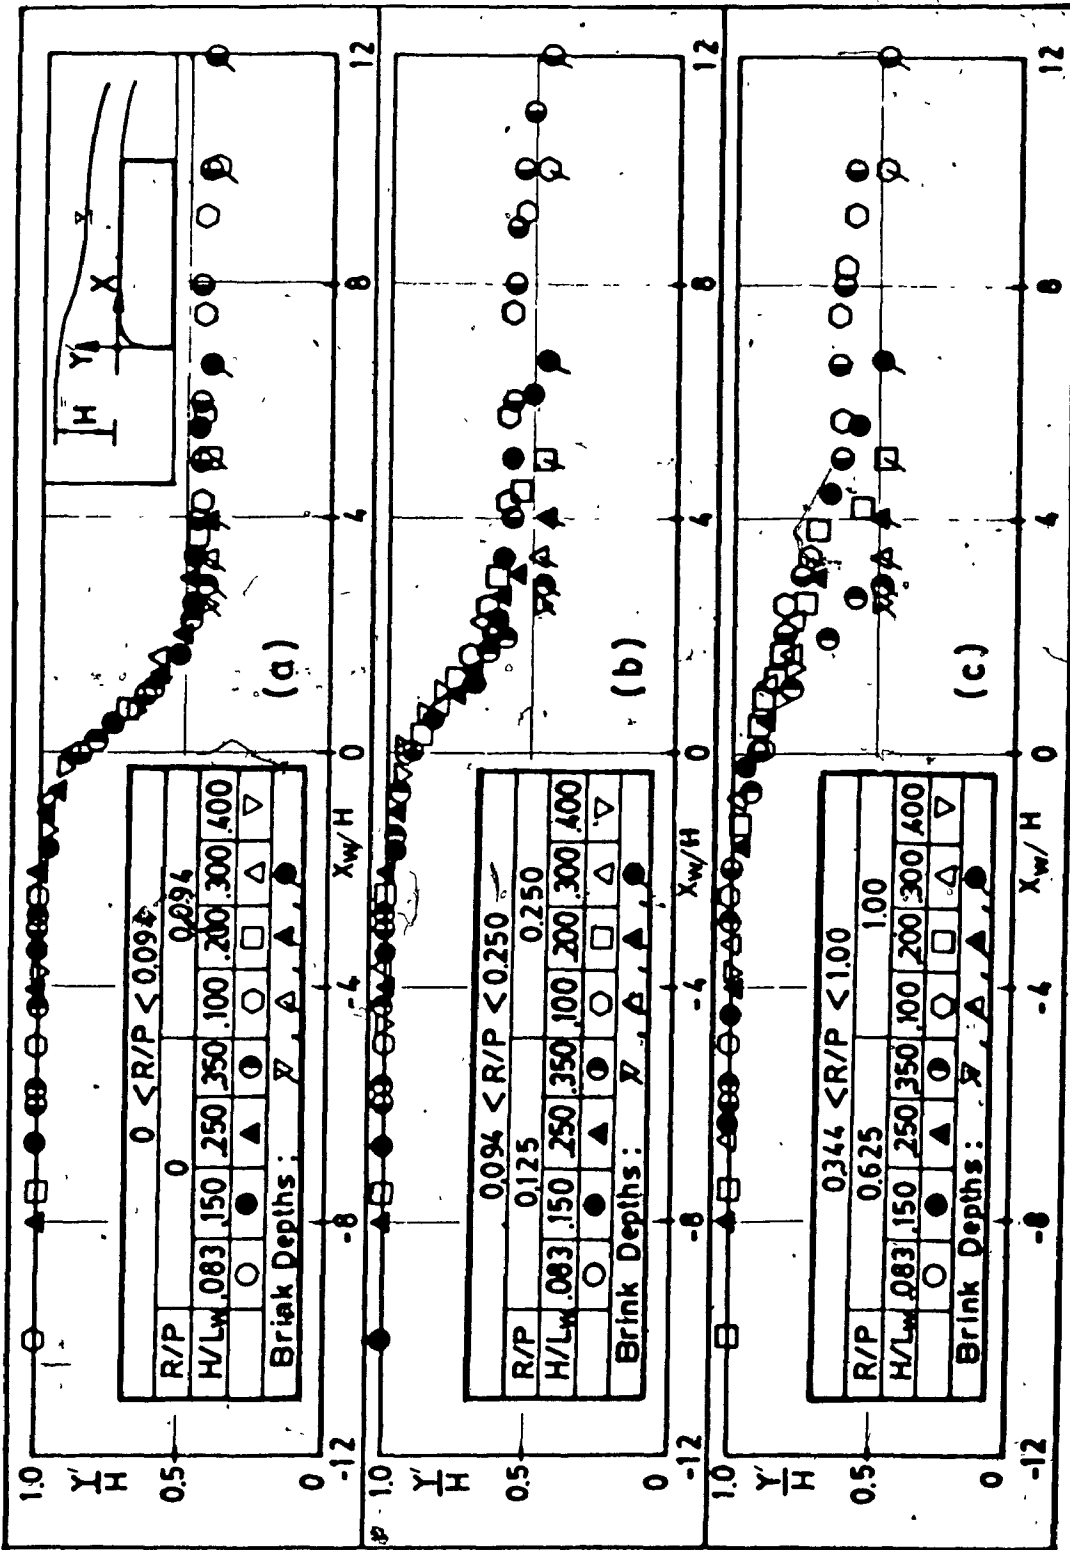 1.0
Y'
H
0.5
0
-12
-8
-4
0
4
8
12
Xw/H
(a)
H
Y
X
0 < R/P < 0.094
R/P 0 0.094
H/Lw .083 .150 .250 .350 .100 .200 .300 .400
Brink Depths:
1.0
Y'
H
0.5
0
-12
-8
-4
0
4
8
12
Xw/H
(b)
0.094 < R/P < 0.250
R/P 0.125 0.250
H/Lw .083 .150 .250 .350 .100 .200 .300 .400
Brink Depths:
1.0
Y'
H
0.5
0
-12
-8
-4
0
4
8
12
Xw/H
(c)
0.344 < R/P < 1.00
R/P 0.625 1.00
H/Lw .083 .150 .250 .350 .100 .200 .300 .400
Brink Depths: